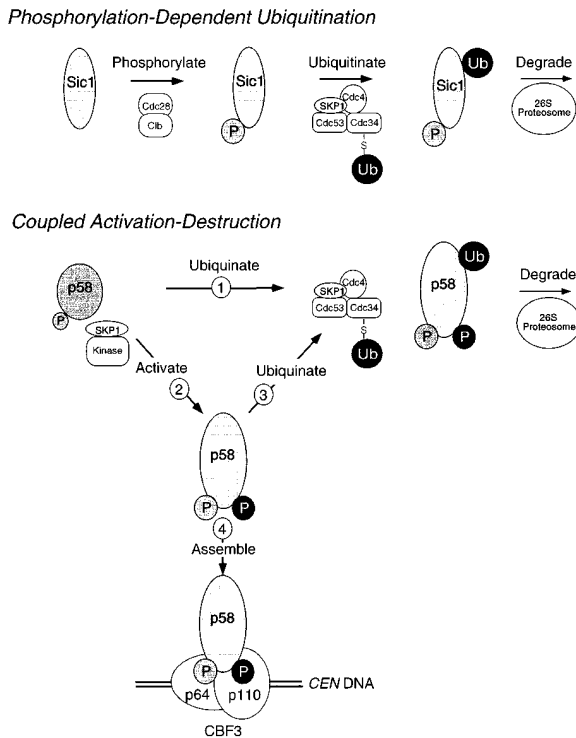 Phosphorylation-Dependent Ubiquitination
Sic1
Phosphorylate
Cdc28
Clb
Sic1
P
Ubiquitinate
Cdc4
SKP1
Cdc53
Cdc34
S
Ub
Ub
Sic1
P
Degrade
26S
Proteosome
Coupled Activation-Destruction
p58
P
SKP1
Kinase
Ubiquinate
1
Cdc4
SKP1
Cdc53
Cdc34
S
Ub
Ub
p58
P
P
Degrade
26S
Proteosome
Activate
2
Ubiquinate
3
p58
P
P
4
Assemble
p58
P
P
p64
p110
CEN DNA
CBF3